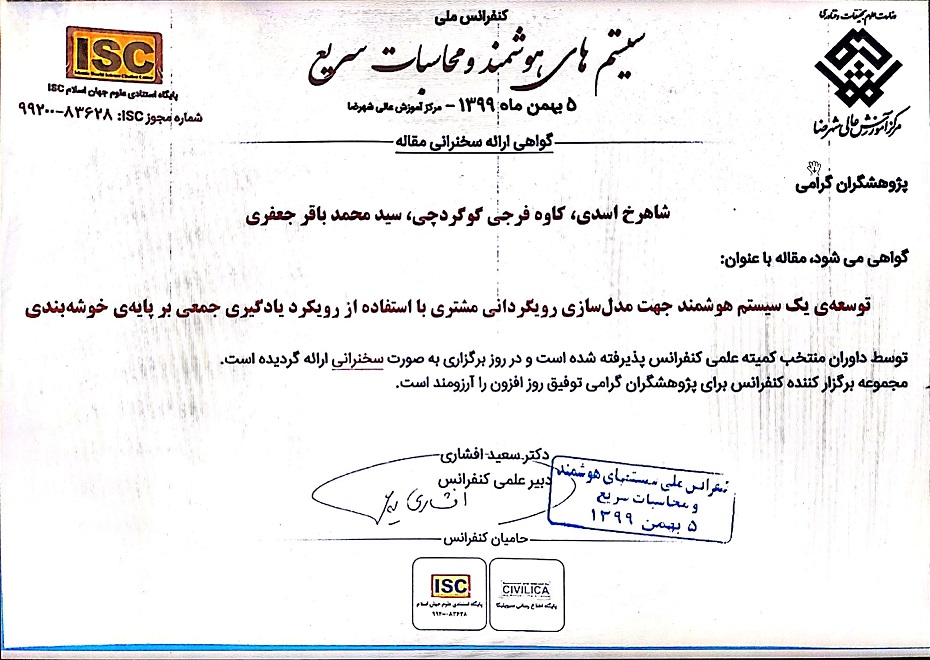 کنفرانس ملی
سیستم های هوشمند و محاسبات سریع
۵ بهمن ماه ۱۳۹۹ - مرکز آموزش عالی شهرضا
وزارت علوم، تحقیقات و فناوری
مرکز آموزش عالی شهرضا
ISC
Islamic World Science Citation Center
پایگاه استنادی علوم جهان اسلام ISC
شماره مجوز ISC: ۹۹۲۰۰-۸۳۶۲۸
گواهی ارائه سخنرانی مقاله
پژوهشگران گرامی
شاهرخ اسدی، کاوه فرجی گوگردچی، سید محمد باقر جعفری
گواهی می شود، مقاله با عنوان:
توسعه‌ی یک سیستم هوشمند جهت مدل‌سازی رویگردانی مشتری با استفاده از رویکرد یادگیری جمعی بر پایه‌ی خوشه‌بندی
توسط داوران منتخب کمیته علمی کنفرانس پذیرفته شده است و در روز برگزاری به صورت سخنرانی ارائه گردیده است.
مجموعه برگزار کننده کنفرانس برای پژوهشگران گرامی توفیق روز افزون را آرزومند است.
دکتر سعید افشاری
دبیر علمی کنفرانس
کنفرانس ملی سیستمهای هوشمند
و محاسبات سریع
۵ بهمن ۱۳۹۹
حامیان کنفرانس
CIVILICA
پایگاه اطلاع رسانی سیویلیکا
ISC
پایگاه استنادی علوم جهان اسلام
۹۹۲۰۰-۸۳۶۲۸